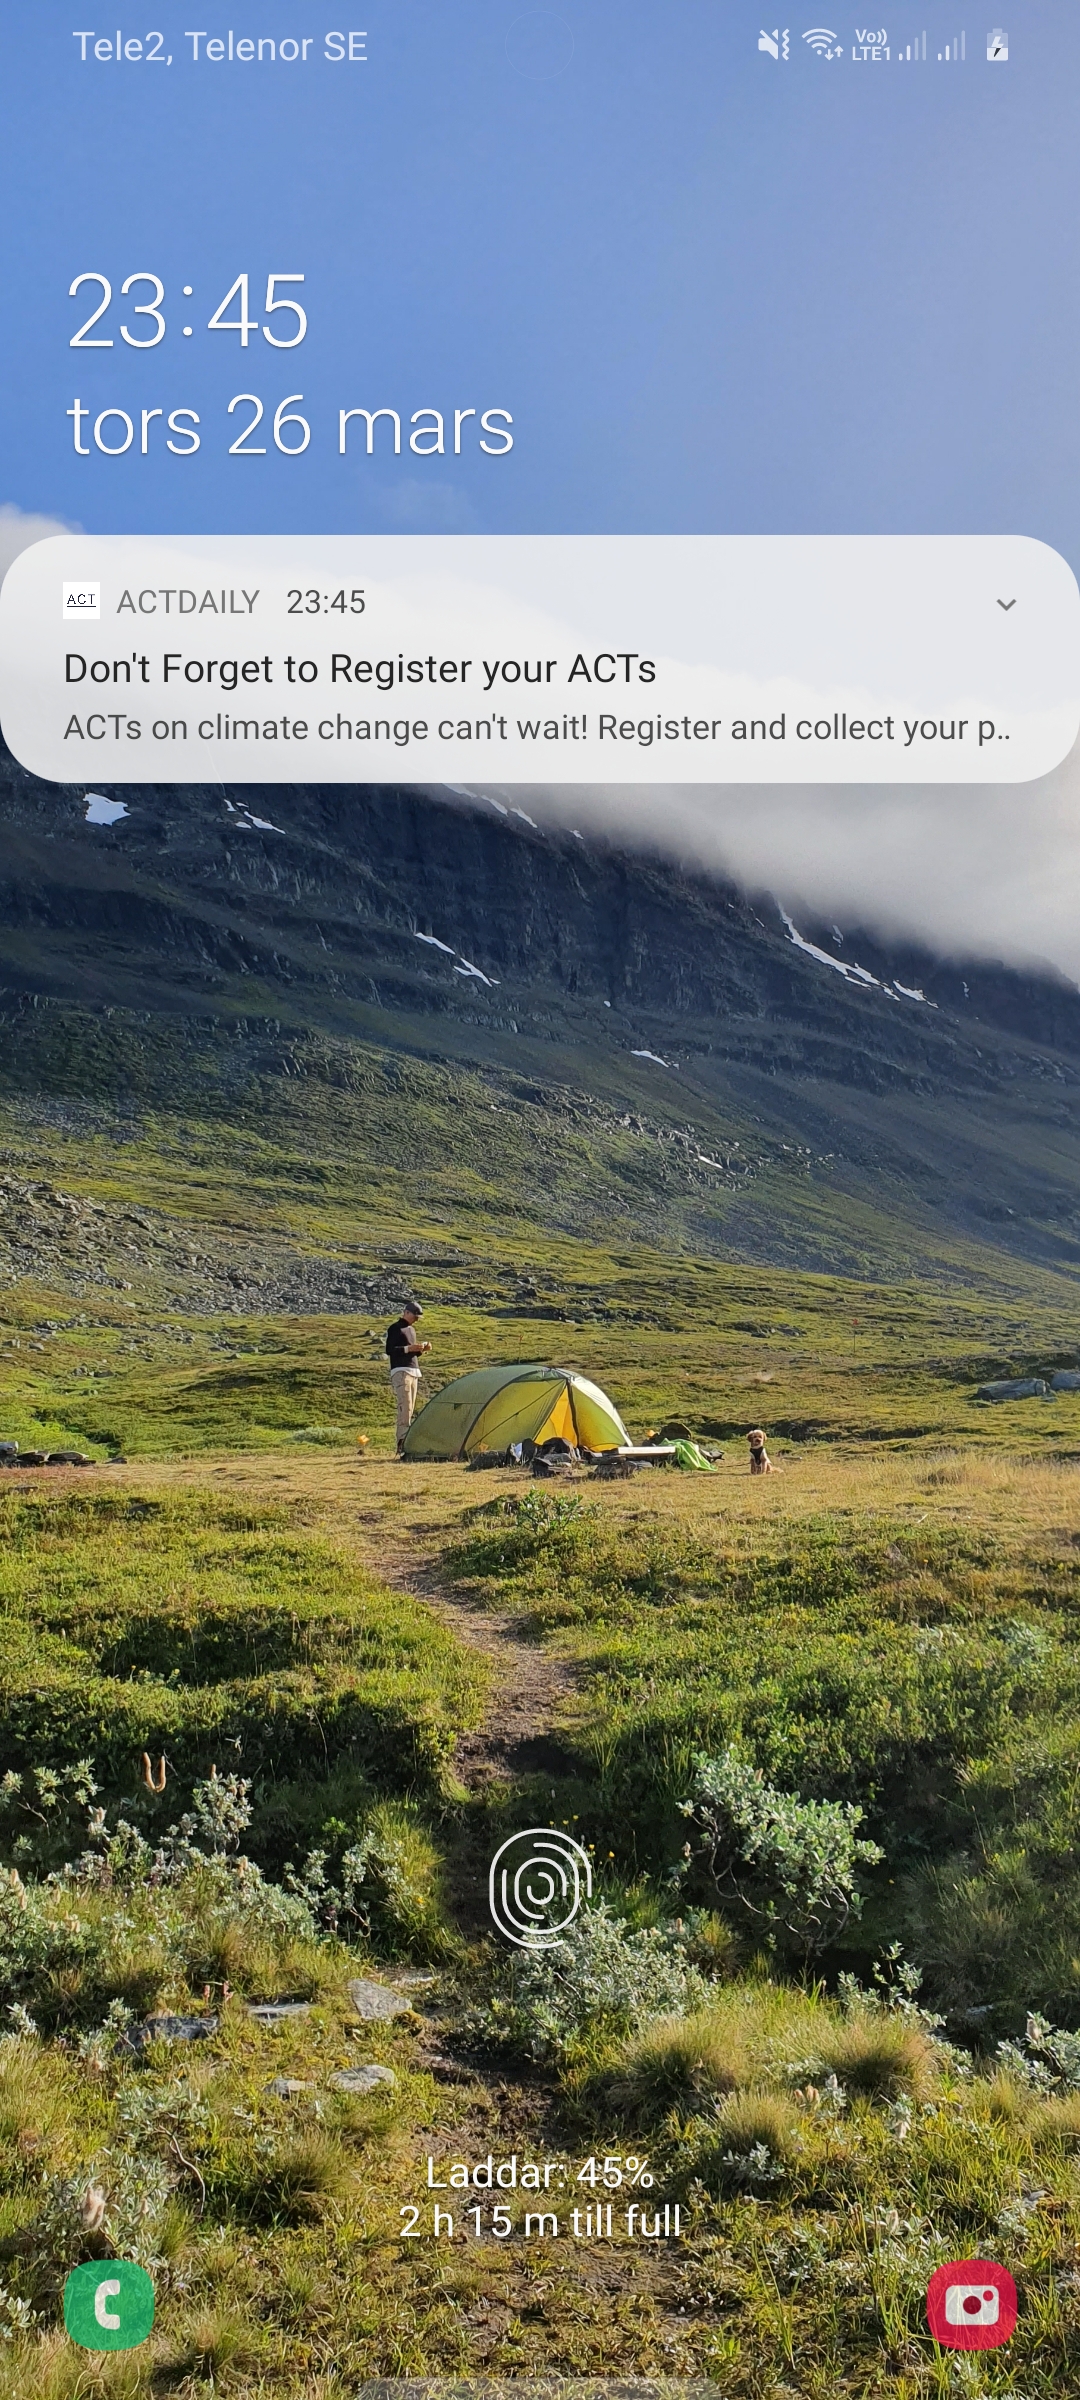 Tele2, Telenor SE
Vo)) LTE1
23:45
tors 26 mars
ACT ACTDAILY 23:45
Don't Forget to Register your ACTs
ACTs on climate change can't wait! Register and collect your p..
Laddar: 45%
2 h 15 m till full